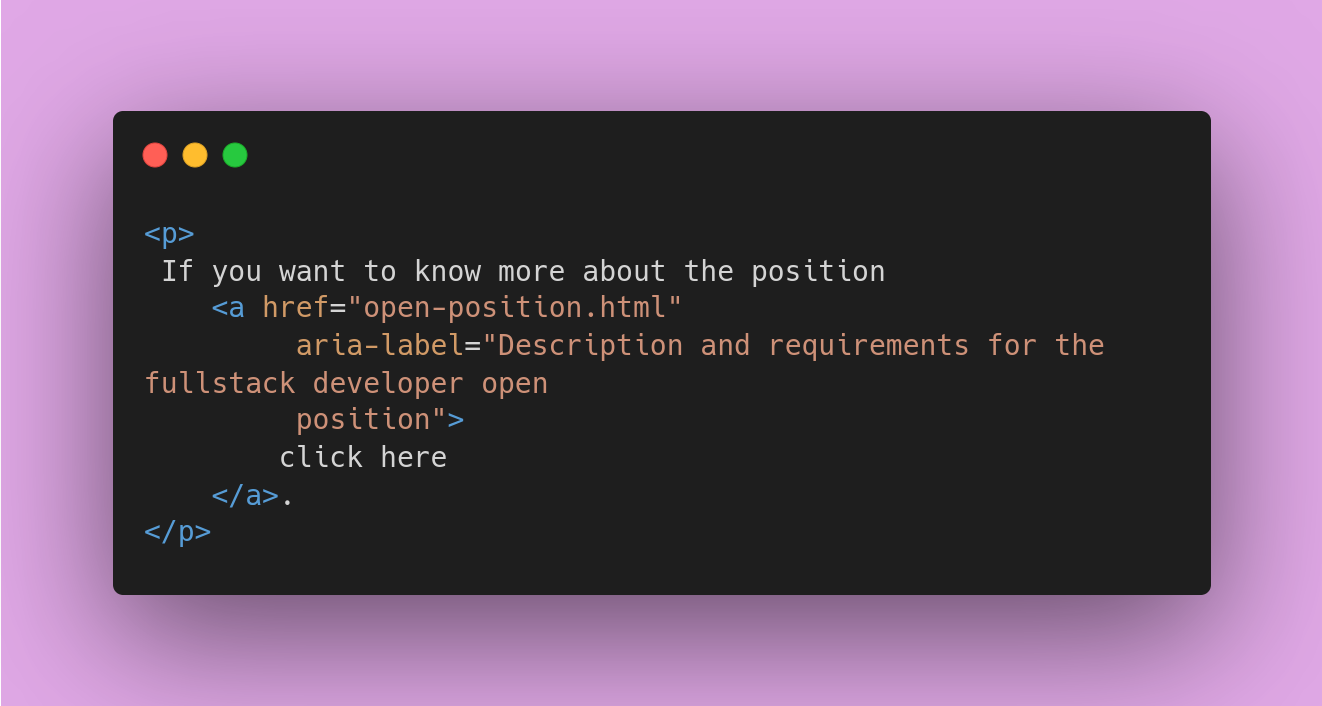 <p>
 If you want to know more about the position
    <a href="open-position.html"
         aria-label="Description and requirements for the
fullstack developer open
         position">
        click here
    </a>.
</p>